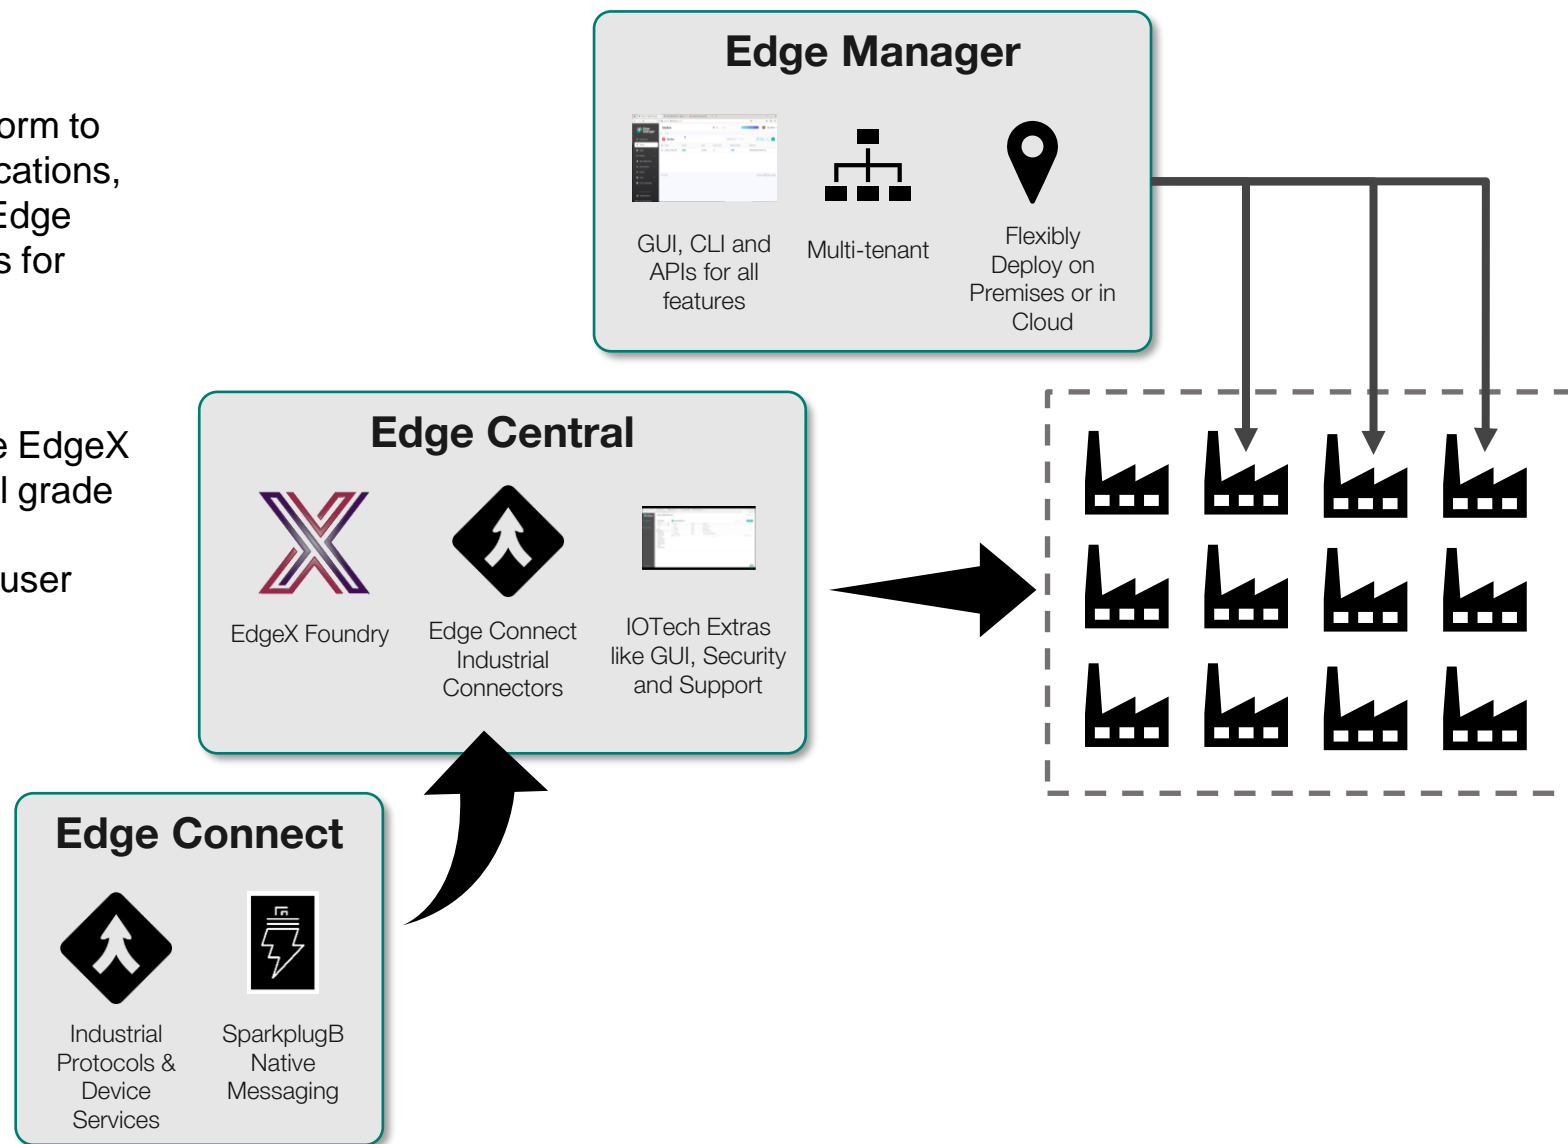 Edge Manager
GUI, CLI and
APIs for all
features
Multi-tenant
Flexibly
Deploy on
Premises or in
Cloud
orm to
cations,
Edge
s for
Edge Central
EdgeX Foundry
Edge Connect
Industrial
Connectors
IOTech Extras
like GUI, Security
and Support
e EdgeX
l grade
user
Edge Connect
Industrial
Protocols &
Device
Services
SparkplugB
Native
Messaging